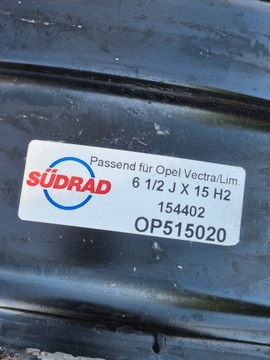 SÜDRAD
Passend für Opel Vectra/Lim.
6 1/2 J X 15 H2
154402
OP515020